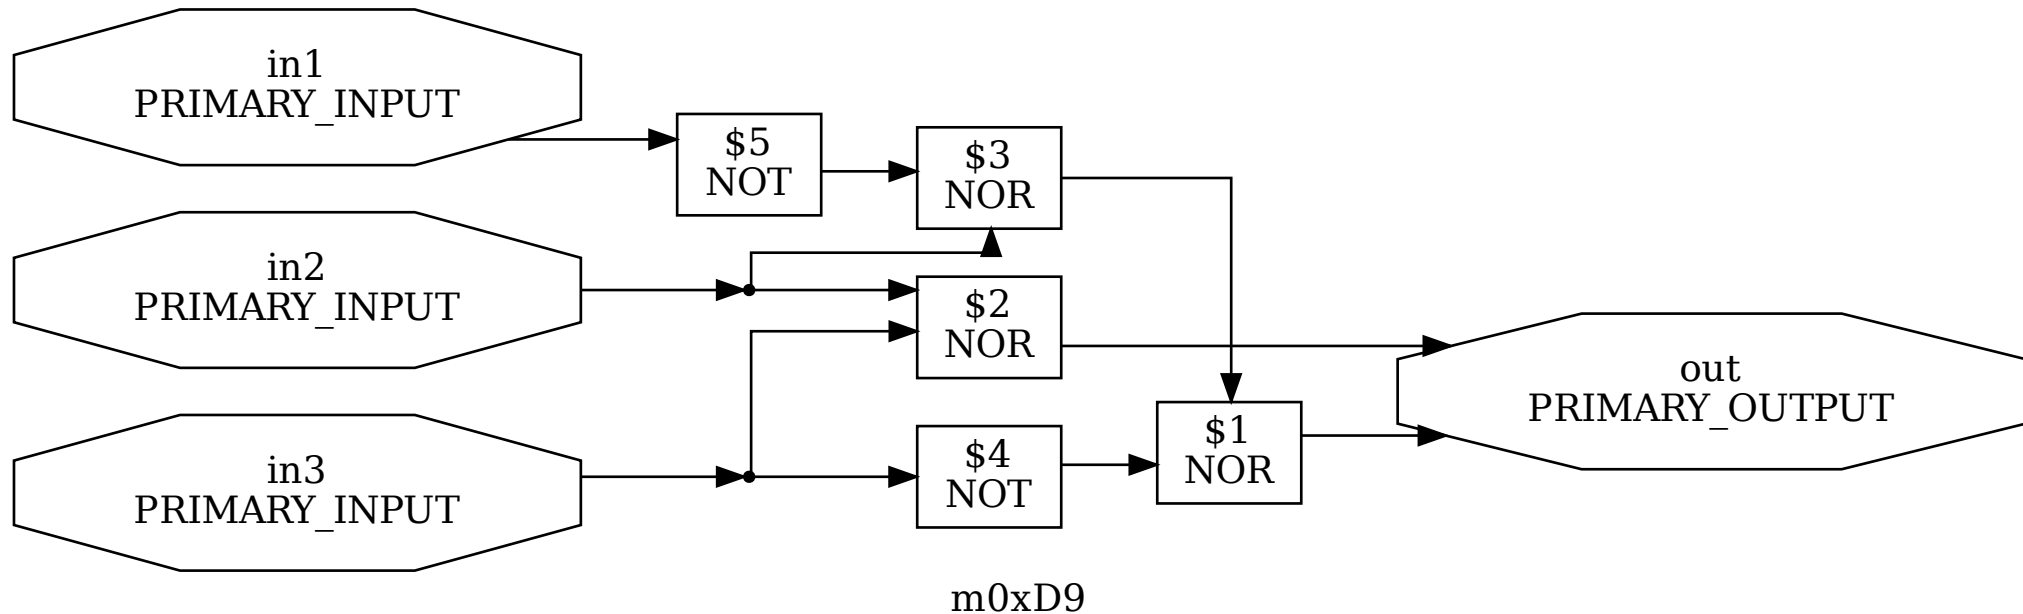 in1
PRIMARY_INPUT
$5
NOT
$3
NOR
in2
PRIMARY_INPUT
$2
NOR
out
PRIMARY_OUTPUT
in3
PRIMARY_INPUT
$4
NOT
$1
NOR
m0xD9